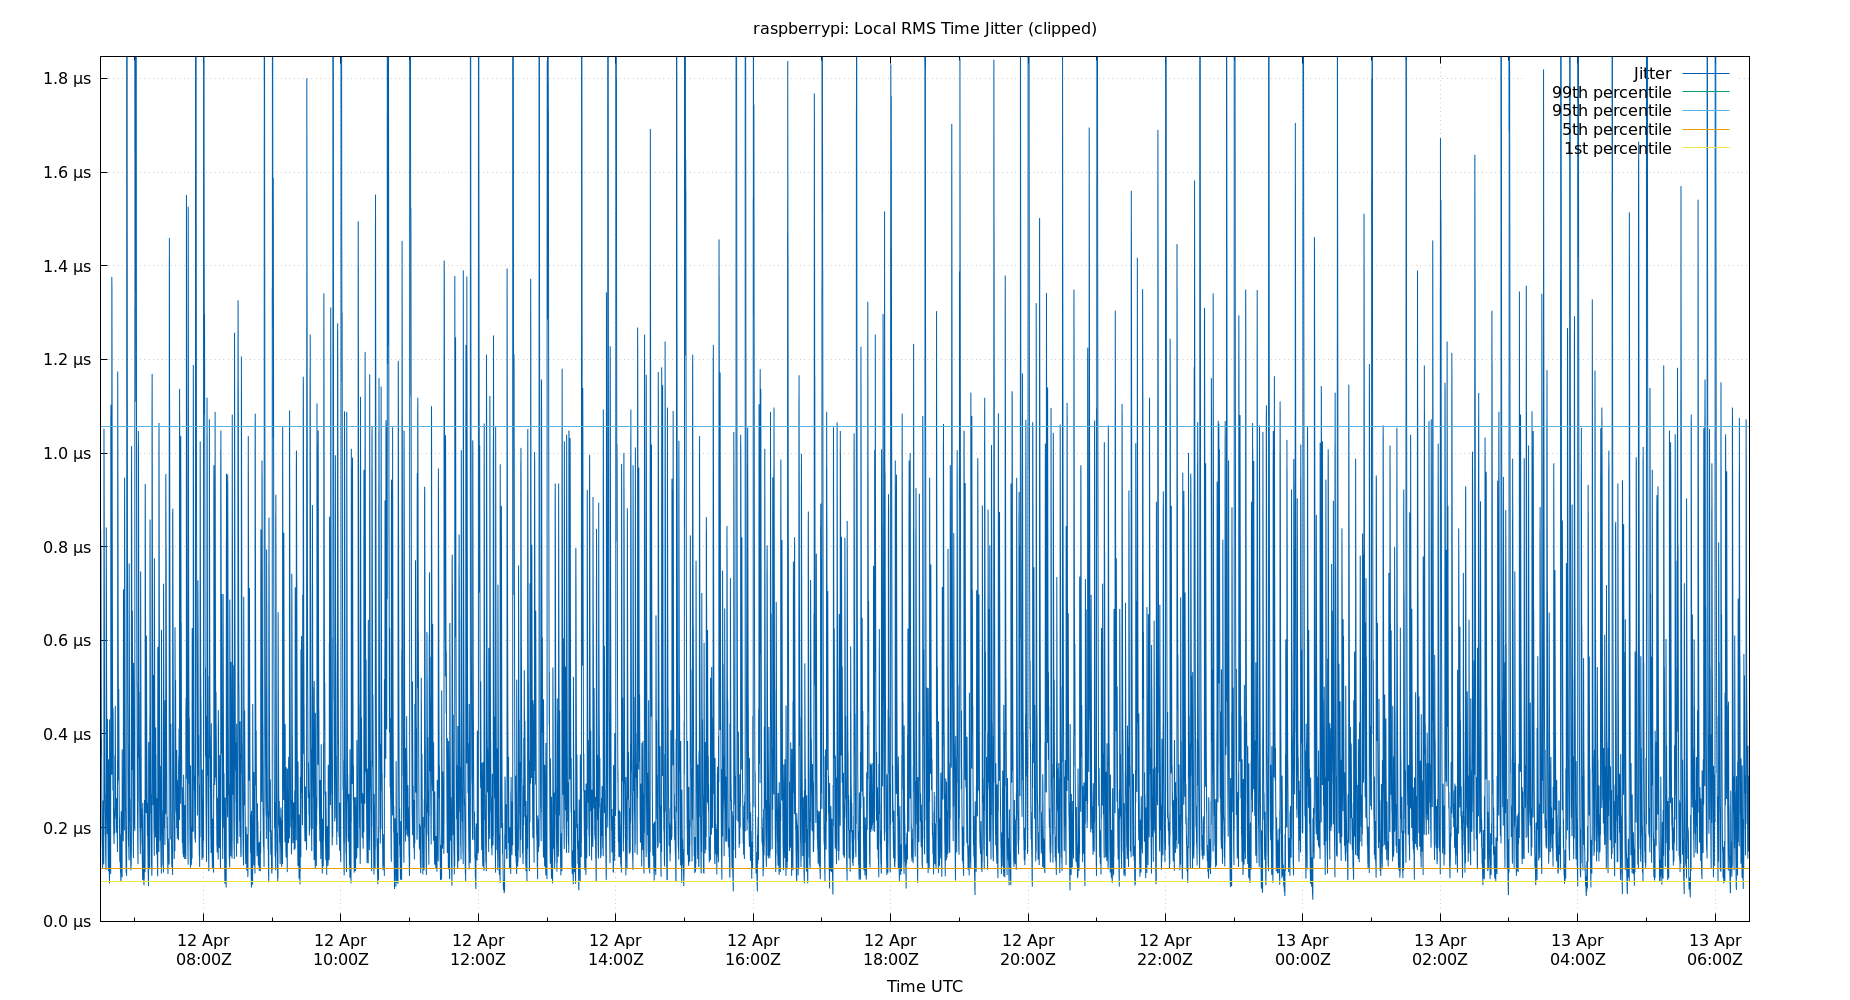 raspberrypi: Local RMS Time Jitter (clipped)
1.8 µs
1.6 µs
1.4 µs
1.2 µs
1.0 µs
0.8 µs
0.6 µs
0.4 µs
0.2 µs
0.0 µs
Jitter
99th percentile
95th percentile
5th percentile
1st percentile
12 Apr 12 Apr 12 Apr 12 Apr 12 Apr 12 Apr 12 Apr 12 Apr 13 Apr 13 Apr 13 Apr 13 Apr
08:00Z 10:00Z 12:00Z 14:00Z 16:00Z 18:00Z 20:00Z 22:00Z 00:00Z 02:00Z 04:00Z 06:00Z
Time UTC